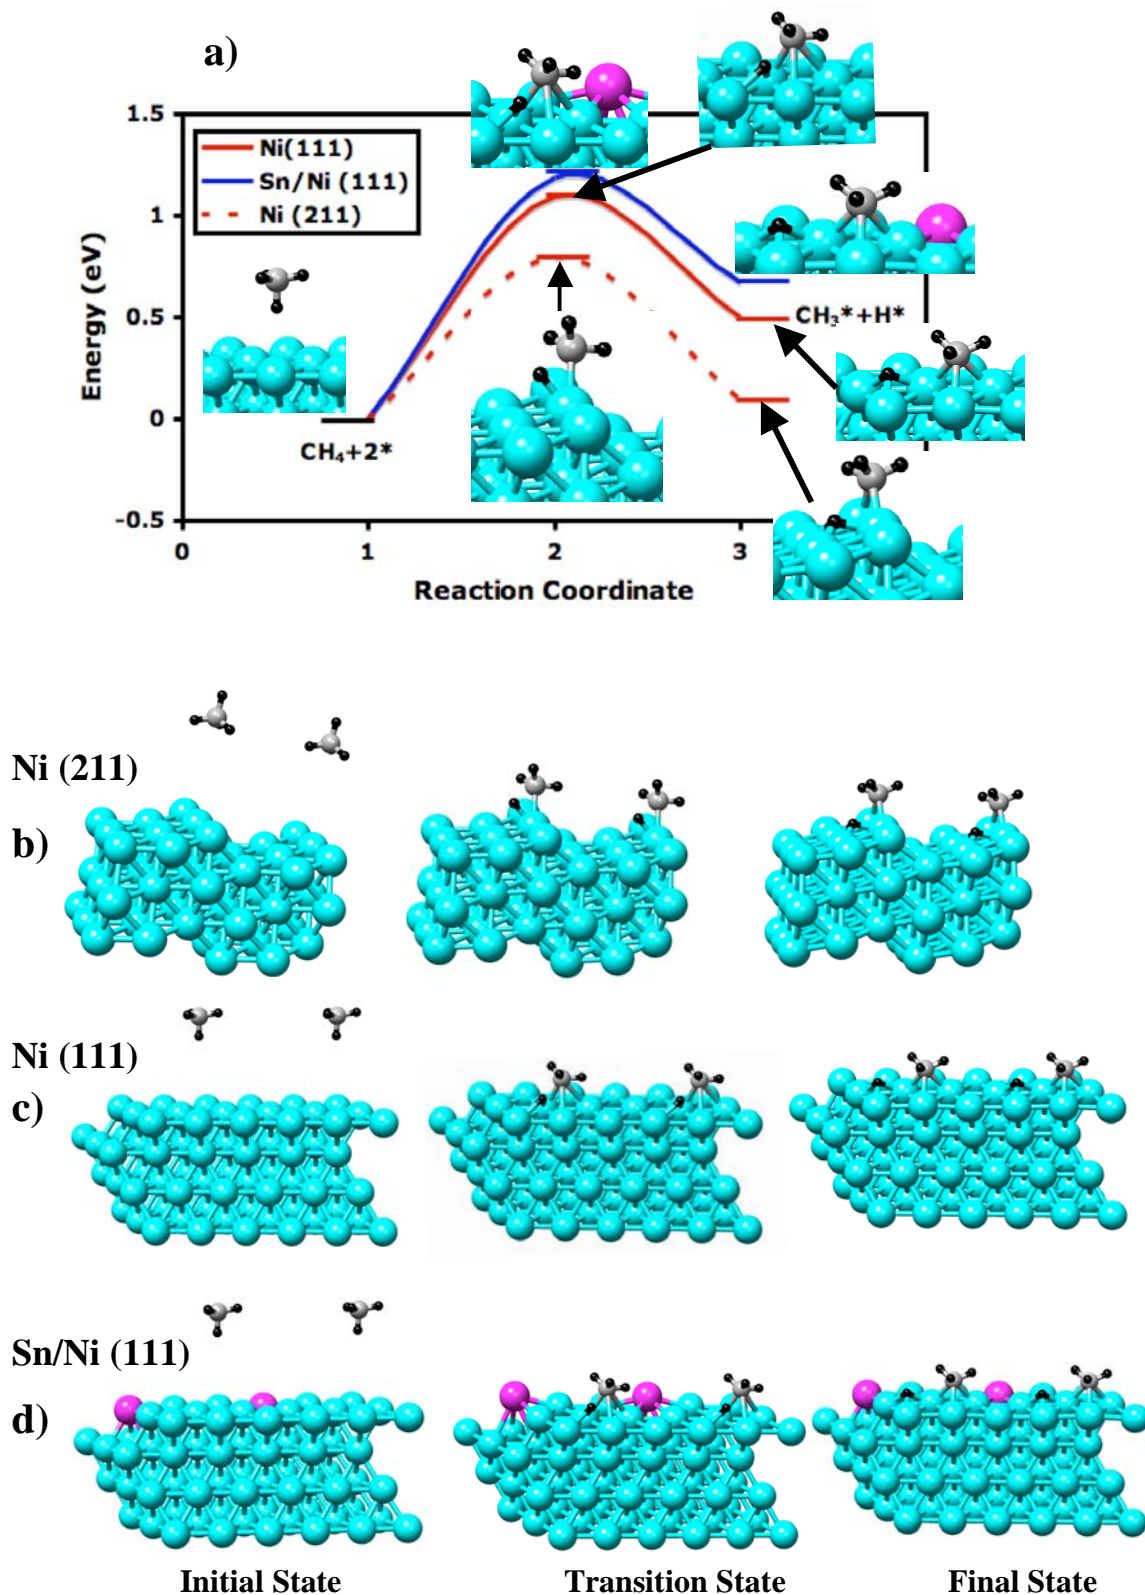 a)
1.5
Ni(111)
Sn/Ni (111)
Ni (211)
1
0.5
0
-0.5
Energy (eV)
CH₄+2*
CH₃*+H*
0 1 2 3
Reaction Coordinate
Ni (211)
b)
Ni (111)
c)
Sn/Ni (111)
d)
Initial State Transition State Final State